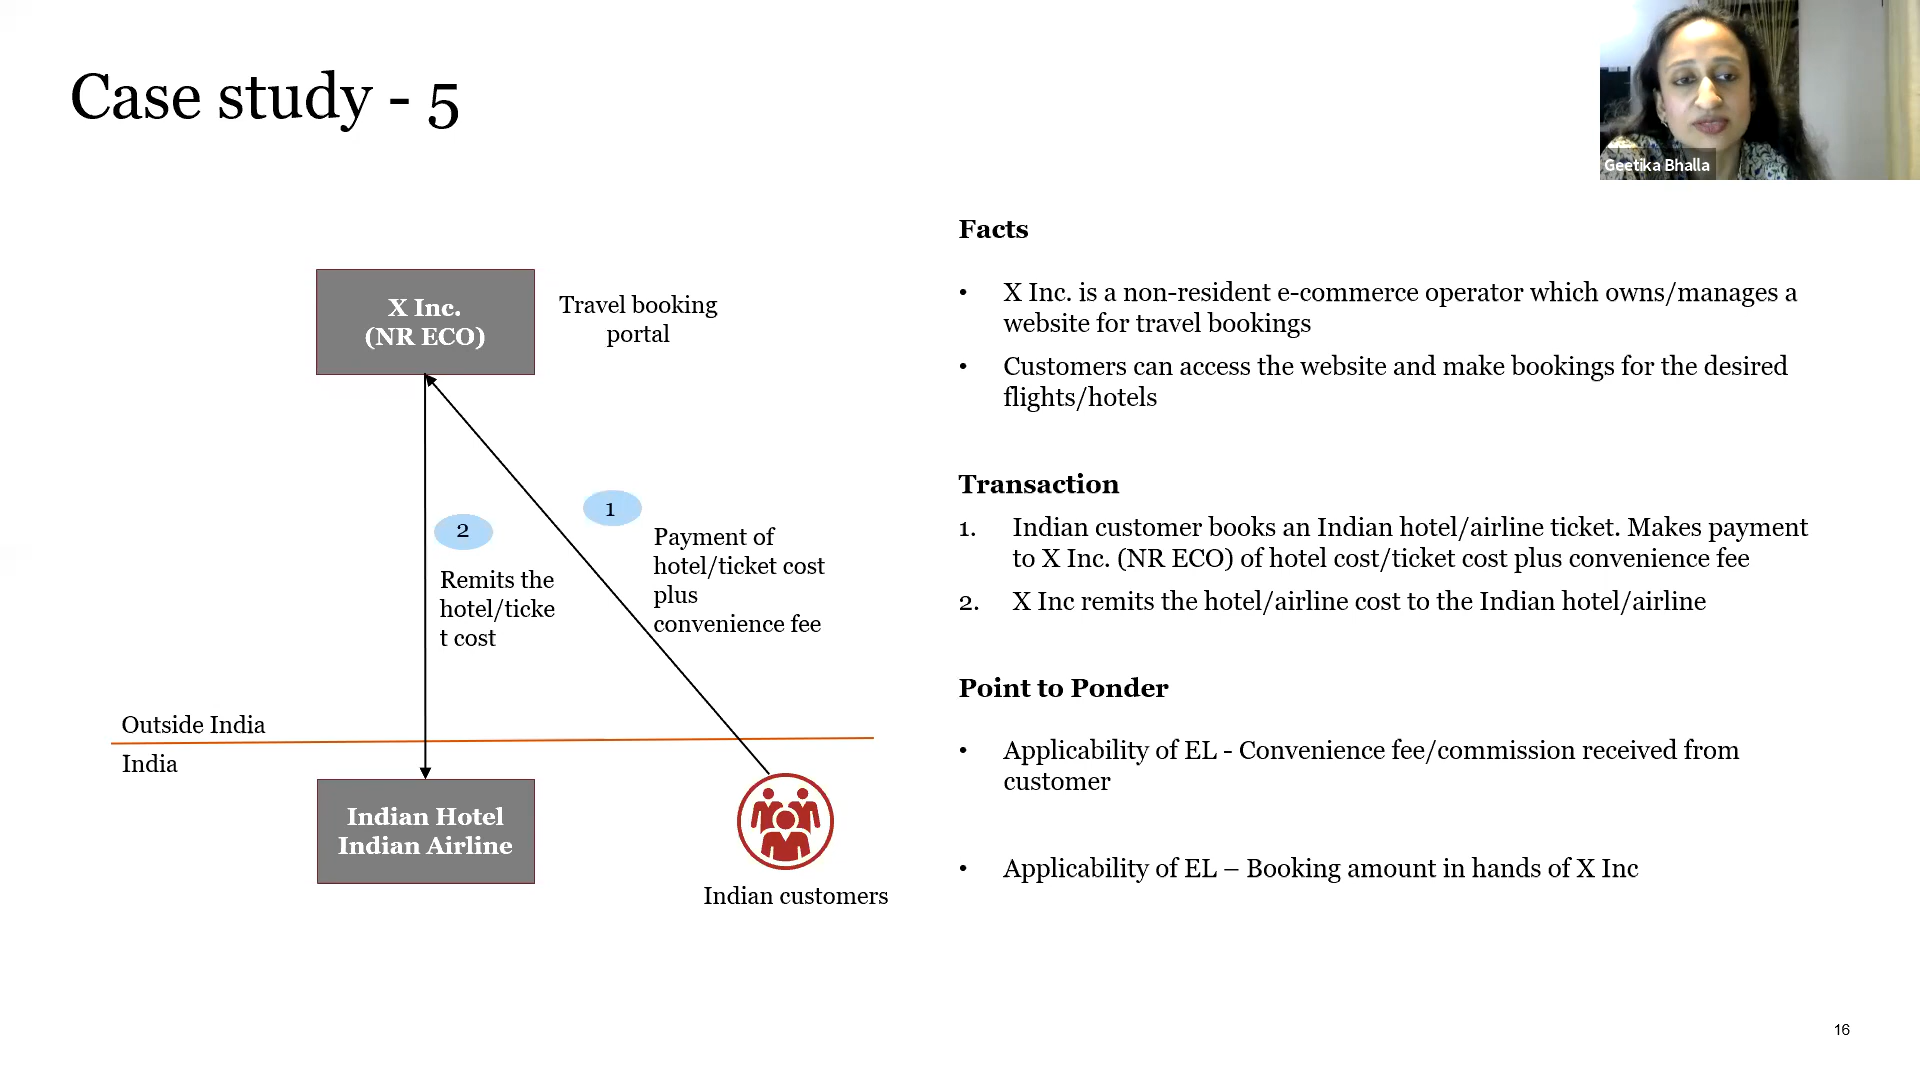 Case study - 5
Geetika Bhalla
X Inc.
(NR ECO)
Travel booking
portal
1
Payment of
hotel/ticket cost
plus
convenience fee
2
Remits the
hotel/ticke
t cost
Outside India
India
Indian Hotel
Indian Airline
Indian customers
Facts
• X Inc. is a non-resident e-commerce operator which owns/manages a
website for travel bookings
• Customers can access the website and make bookings for the desired
flights/hotels
Transaction
1. Indian customer books an Indian hotel/airline ticket. Makes payment
to X Inc. (NR ECO) of hotel cost/ticket cost plus convenience fee
2. X Inc remits the hotel/airline cost to the Indian hotel/airline
Point to Ponder
• Applicability of EL - Convenience fee/commission received from
customer
• Applicability of EL – Booking amount in hands of X Inc
16